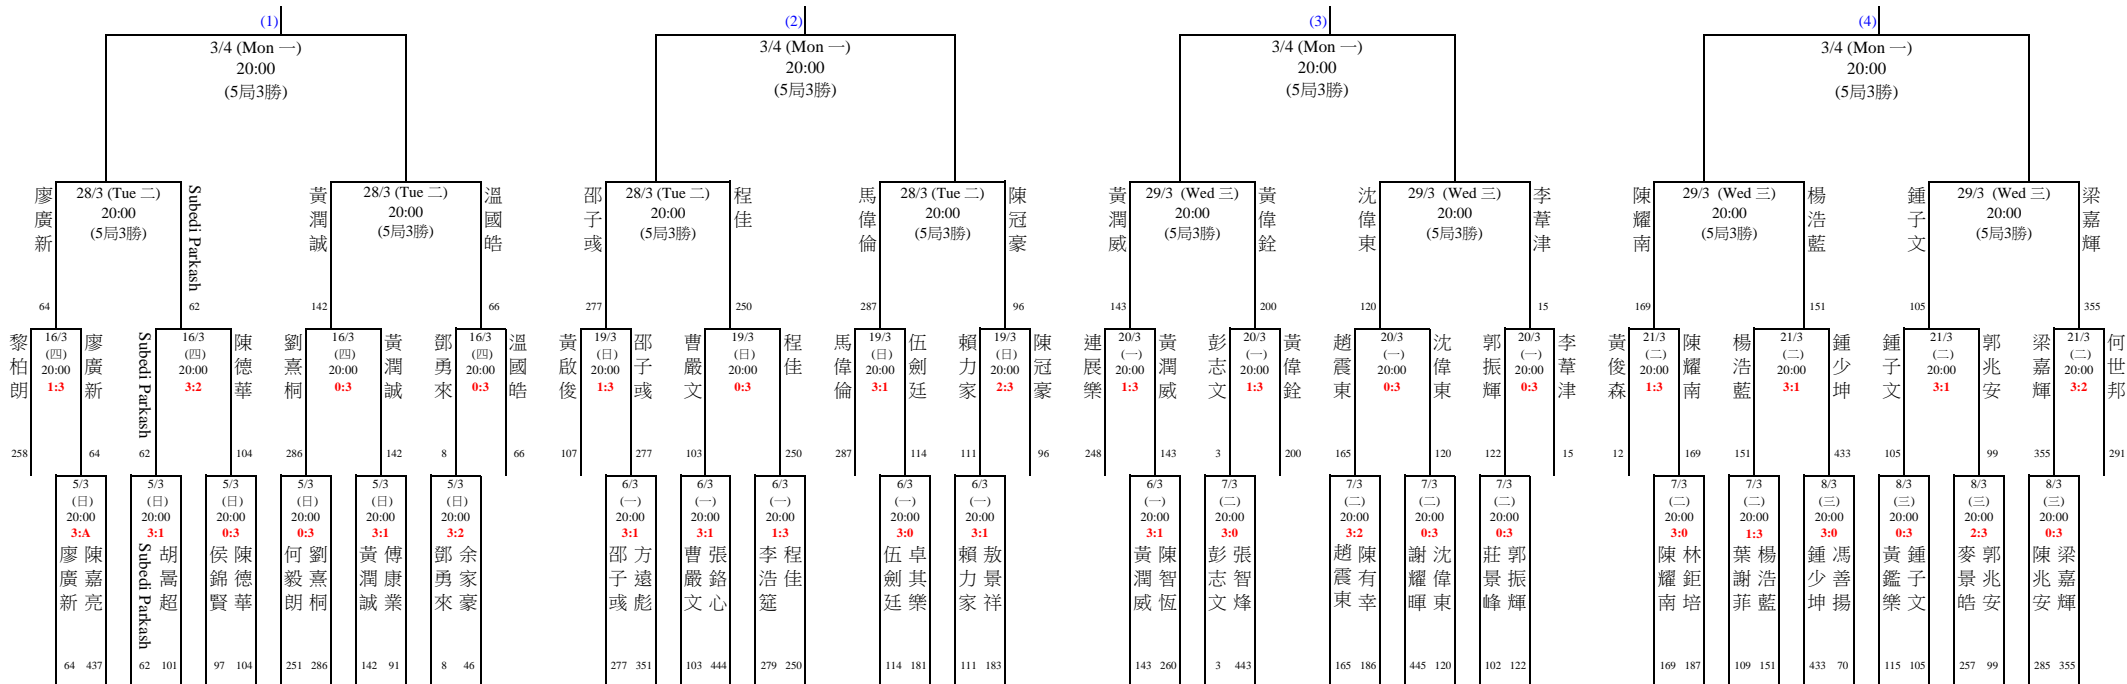 (1)
(2)
(3)
(4)
3/4 (Mon 一)
20:00
(5局3勝)
3/4 (Mon 一)
20:00
(5局3勝)
3/4 (Mon 一)
20:00
(5局3勝)
3/4 (Mon 一)
20:00
(5局3勝)
廖廣新
28/3 (Tue 二)
20:00
(5局3勝)
Subedi Parkash
黃潤誠
28/3 (Tue 二)
20:00
(5局3勝)
溫國皓
邵子彧
28/3 (Tue 二)
20:00
(5局3勝)
程佳
馬偉倫
28/3 (Tue 二)
20:00
(5局3勝)
陳冠豪
黃潤威
29/3 (Wed 三)
20:00
(5局3勝)
黃偉銓
沈偉東
29/3 (Wed 三)
20:00
(5局3勝)
李葦津
陳耀南
29/3 (Wed 三)
20:00
(5局3勝)
楊浩藍
鍾子文
29/3 (Wed 三)
20:00
(5局3勝)
梁嘉輝
64
62
142
66
277
250
287
96
143
200
120
15
169
151
105
355
黎柏朗
16/3
(四)
20:00
1:3
廖廣新
Subedi Parkash
16/3
(四)
20:00
3:2
陳德華
劉熹桐
16/3
(四)
20:00
0:3
黃潤誠
鄧勇來
16/3
(四)
20:00
0:3
溫國皓
黃啟俊
19/3
(日)
20:00
1:3
邵子彧
曹嚴文
19/3
(日)
20:00
0:3
程佳
馬偉倫
19/3
(日)
20:00
3:1
伍劍廷
賴力家
19/3
(日)
20:00
2:3
陳冠豪
連展樂
20/3
(一)
20:00
1:3
黃潤威
彭志文
20/3
(一)
20:00
1:3
黃偉銓
趙震東
20/3
(一)
20:00
0:3
沈偉東
郭振輝
20/3
(一)
20:00
0:3
李葦津
黃俊森
21/3
(二)
20:00
1:3
陳耀南
楊浩藍
21/3
(二)
20:00
3:1
鍾少坤
鍾子文
21/3
(二)
20:00
3:1
郭兆安
梁嘉輝
21/3
(二)
20:00
3:2
何世邦
258
64
62
104
286
142
8
66
107
277
103
250
287
114
111
96
248
143
3
200
165
120
122
15
12
169
151
433
105
99
355
291
5/3
(日)
20:00
3:A
廖廣新
陳嘉亮
5/3
(日)
20:00
3:1
Subedi Parkash
胡嵩超
5/3
(日)
20:00
0:3
侯錦賢
陳德華
5/3
(日)
20:00
0:3
何毅朗
劉熹桐
5/3
(日)
20:00
3:1
黃潤誠
傅康業
5/3
(日)
20:00
3:2
鄧勇來
余家豪
6/3
(一)
20:00
3:1
邵子彧
方遠彪
6/3
(一)
20:00
3:1
曹嚴文
張鉻心
6/3
(一)
20:00
1:3
李浩筵
程佳
6/3
(一)
20:00
3:0
伍劍廷
卓其樂
6/3
(一)
20:00
3:1
賴力家
敖景祥
6/3
(一)
20:00
3:1
黃潤威
陳智恆
7/3
(二)
20:00
3:0
彭志文
張智烽
7/3
(二)
20:00
3:2
趙震東
陳有幸
7/3
(二)
20:00
0:3
謝耀暉
沈偉東
7/3
(二)
20:00
0:3
莊景峰
郭振輝
7/3
(二)
20:00
3:0
陳耀南
林鉅培
7/3
(二)
20:00
1:3
葉謝菲
楊浩藍
8/3
(三)
20:00
3:0
鍾少坤
馮善揚
8/3
(三)
20:00
0:3
黃鑑樂
鍾子文
8/3
(三)
20:00
2:3
麥景皓
郭兆安
8/3
(三)
20:00
0:3
陳兆安
梁嘉輝
64 437
62 101
97 104
251 286
142 91
8 46
277 351
103 444
279 250
114 181
111 183
143 260
3 443
165 186
445 120
102 122
169 187
109 151
433 70
115 105
257 99
285 355